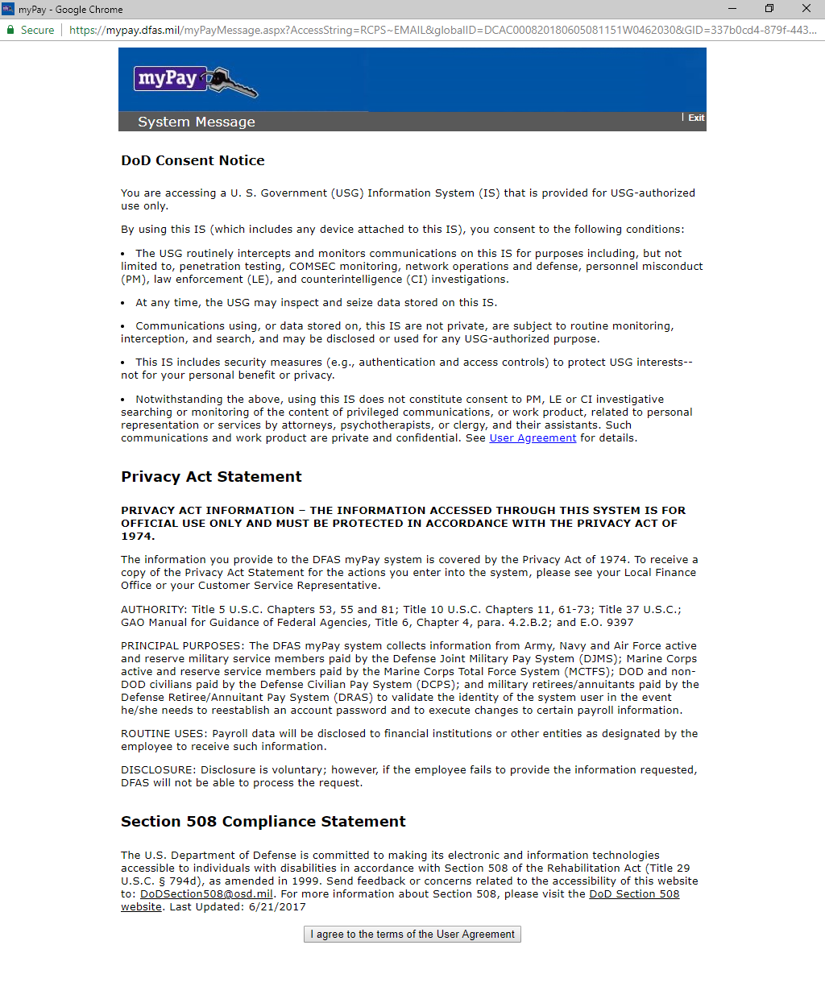 myPay - Google Chrome
Secure
https://mypay.dfas.mil/myPayMessage.aspx?AccessString=RCPS~EMAIL&globalID=DCAC000820180605081151W0462030&GID=337b0cd4-879f-443...
myPay
System Message
| Exit
DoD Consent Notice
You are accessing a U. S. Government (USG) Information System (IS) that is provided for USG-authorized
use only.
By using this IS (which includes any device attached to this IS), you consent to the following conditions:
• The USG routinely intercepts and monitors communications on this IS for purposes including, but not
limited to, penetration testing, COMSEC monitoring, network operations and defense, personnel misconduct
(PM), law enforcement (LE), and counterintelligence (CI) investigations.
• At any time, the USG may inspect and seize data stored on this IS.
• Communications using, or data stored on, this IS are not private, are subject to routine monitoring,
interception, and search, and may be disclosed or used for any USG-authorized purpose.
• This IS includes security measures (e.g., authentication and access controls) to protect USG interests--
not for your personal benefit or privacy.
• Notwithstanding the above, using this IS does not constitute consent to PM, LE or CI investigative
searching or monitoring of the content of privileged communications, or work product, related to personal
representation or services by attorneys, psychotherapists, or clergy, and their assistants. Such
communications and work product are private and confidential. See User Agreement for details.
Privacy Act Statement
PRIVACY ACT INFORMATION – THE INFORMATION ACCESSED THROUGH THIS SYSTEM IS FOR
OFFICIAL USE ONLY AND MUST BE PROTECTED IN ACCORDANCE WITH THE PRIVACY ACT OF
1974.
The information you provide to the DFAS myPay system is covered by the Privacy Act of 1974. To receive a
copy of the Privacy Act Statement for the actions you enter into the system, please see your Local Finance
Office or your Customer Service Representative.
AUTHORITY: Title 5 U.S.C. Chapters 53, 55 and 81; Title 10 U.S.C. Chapters 11, 61-73; Title 37 U.S.C.;
GAO Manual for Guidance of Federal Agencies, Title 6, Chapter 4, para. 4.2.B.2; and E.O. 9397
PRINCIPAL PURPOSES: The DFAS myPay system collects information from Army, Navy and Air Force active
and reserve military service members paid by the Defense Joint Military Pay System (DJMS); Marine Corps
active and reserve service members paid by the Marine Corps Total Force System (MCTFS); DOD and non-
DOD civilians paid by the Defense Civilian Pay System (DCPS); and military retirees/annuitants paid by the
Defense Retiree/Annuitant Pay System (DRAS) to validate the identity of the system user in the event
he/she needs to reestablish an account password and to execute changes to certain payroll information.
ROUTINE USES: Payroll data will be disclosed to financial institutions or other entities as designated by the
employee to receive such information.
DISCLOSURE: Disclosure is voluntary; however, if the employee fails to provide the information requested,
DFAS will not be able to process the request.
Section 508 Compliance Statement
The U.S. Department of Defense is committed to making its electronic and information technologies
accessible to individuals with disabilities in accordance with Section 508 of the Rehabilitation Act (Title 29
U.S.C. § 794d), as amended in 1999. Send feedback or concerns related to the accessibility of this website
to: DoDSection508@osd.mil. For more information about Section 508, please visit the DoD Section 508
website. Last Updated: 6/21/2017
I agree to the terms of the User Agreement